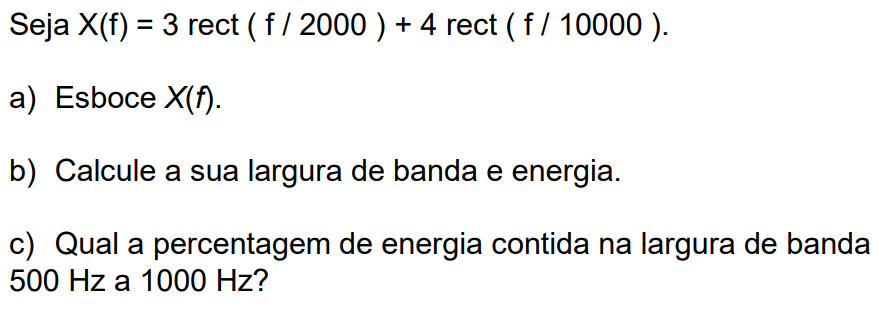 Seja X(f) = 3 rect ( f / 2000 ) + 4 rect ( f / 10000 ).
a) Esboce X(f).
b) Calcule a sua largura de banda e energia.
c) Qual a percentagem de energia contida na largura de banda
500 Hz a 1000 Hz?